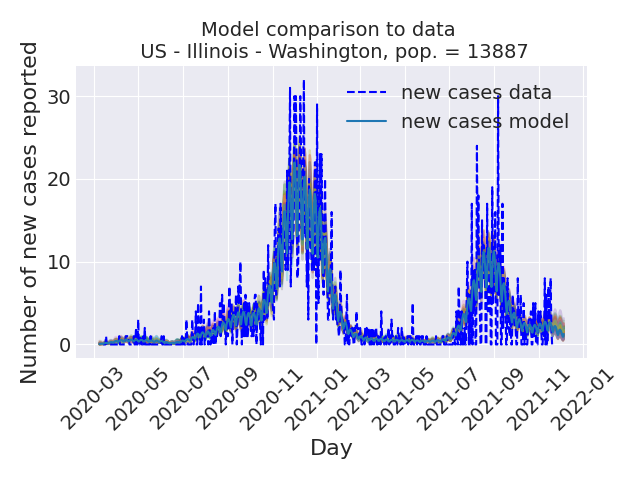 Model comparison to data
US - Illinois - Washington, pop. = 13887
Number of new cases reported
30
20
10
0
new cases data
new cases model
2020-03
2020-05
2020-07
2020-09
2020-11
2021-01
2021-03
2021-05
2021-07
2021-09
2021-11
2022-01
Day